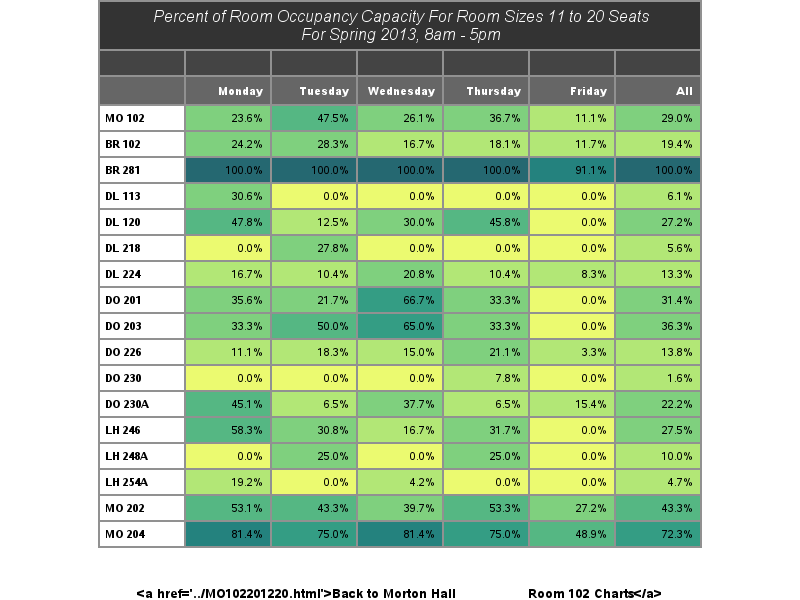 Percent of Room Occupancy Capacity For Room Sizes 11 to 20 Seats
For Spring 2013, 8am - 5pm
Monday Tuesday Wednesday Thursday Friday All
MO 102 23.6% 47.5% 26.1% 36.7% 11.1% 29.0%
BR 102 24.2% 28.3% 16.7% 18.1% 11.7% 19.4%
BR 281 100.0% 100.0% 100.0% 100.0% 91.1% 100.0%
DL 113 30.6% 0.0% 0.0% 0.0% 0.0% 6.1%
DL 120 47.8% 12.5% 30.0% 45.8% 0.0% 27.2%
DL 218 0.0% 27.8% 0.0% 0.0% 0.0% 5.6%
DL 224 16.7% 10.4% 20.8% 10.4% 8.3% 13.3%
DO 201 35.6% 21.7% 66.7% 33.3% 0.0% 31.4%
DO 203 33.3% 50.0% 65.0% 33.3% 0.0% 36.3%
DO 226 11.1% 18.3% 15.0% 21.1% 3.3% 13.8%
DO 230 0.0% 0.0% 0.0% 7.8% 0.0% 1.6%
DO 230A 45.1% 6.5% 37.7% 6.5% 15.4% 22.2%
LH 246 58.3% 30.8% 16.7% 31.7% 0.0% 27.5%
LH 248A 0.0% 25.0% 0.0% 25.0% 0.0% 10.0%
LH 254A 19.2% 0.0% 4.2% 0.0% 0.0% 4.7%
MO 202 53.1% 43.3% 39.7% 53.3% 27.2% 43.3%
MO 204 81.4% 75.0% 81.4% 75.0% 48.9% 72.3%
<a href='../MO102201220.html'>Back to Morton Hall Room 102 Charts</a>